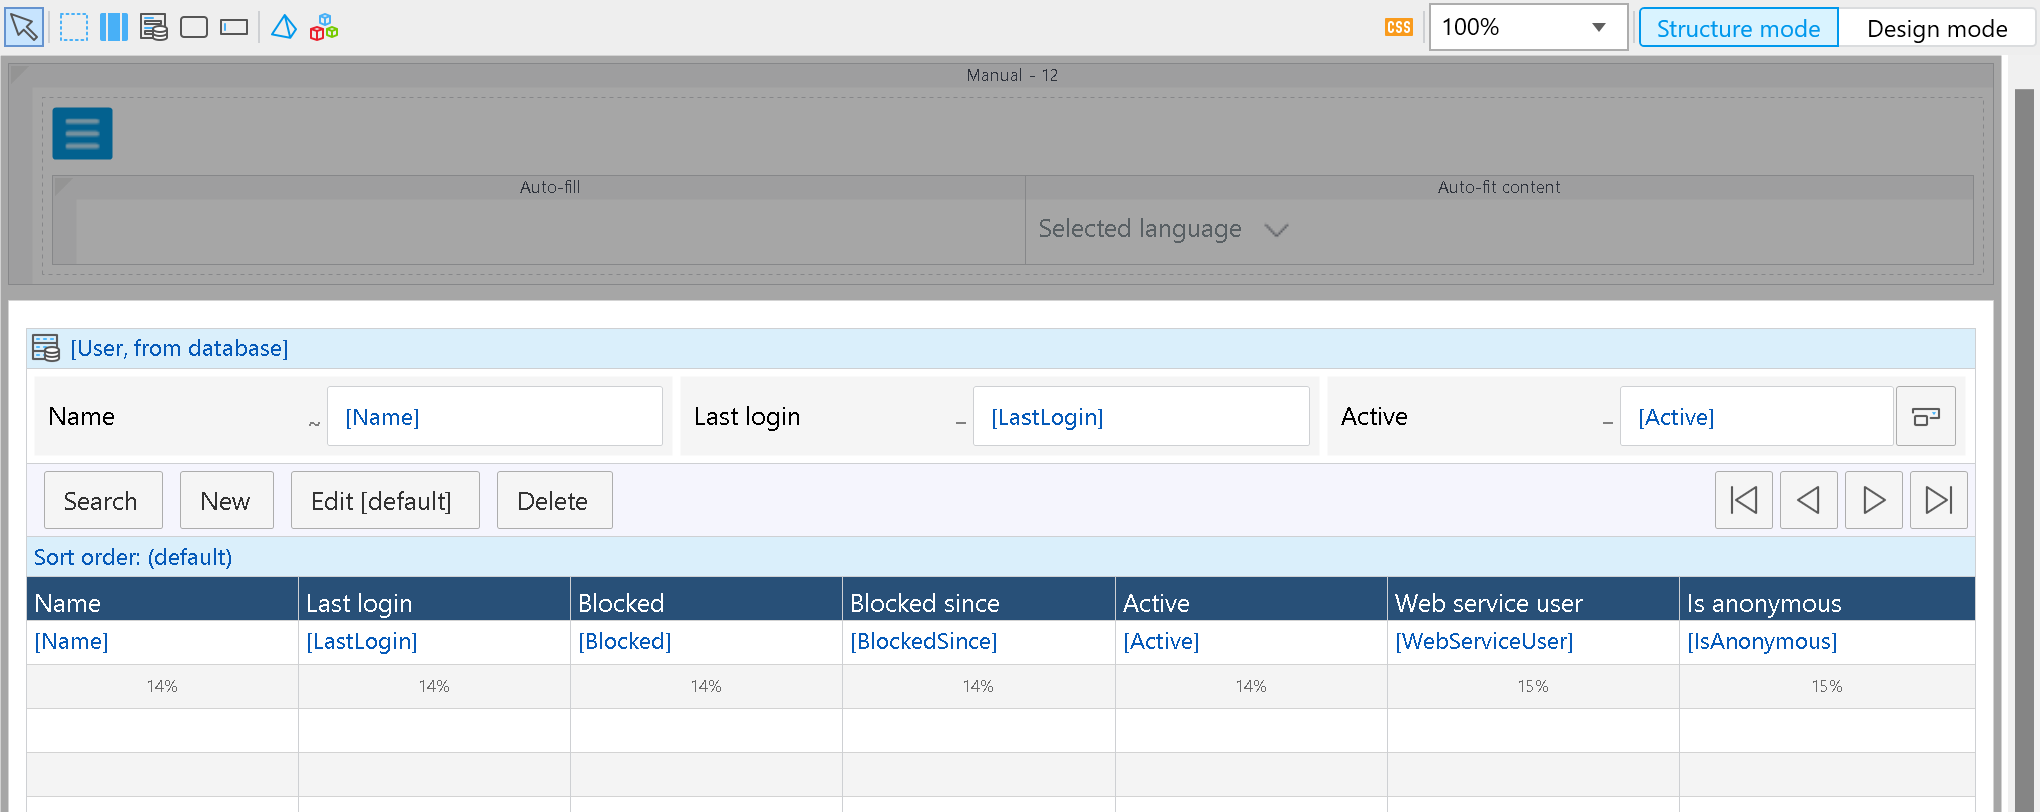 CSS 100% Structure mode Design mode
Manual - 12
Auto-fill Auto-fit content
Selected language
[User, from database]
Name ~ [Name] Last login – [LastLogin] Active – [Active]
Search New Edit [default] Delete
Sort order: (default)
Name Last login Blocked Blocked since Active Web service user Is anonymous
[Name] [LastLogin] [Blocked] [BlockedSince] [Active] [WebServiceUser] [IsAnonymous]
14% 14% 14% 14% 14% 15% 15%